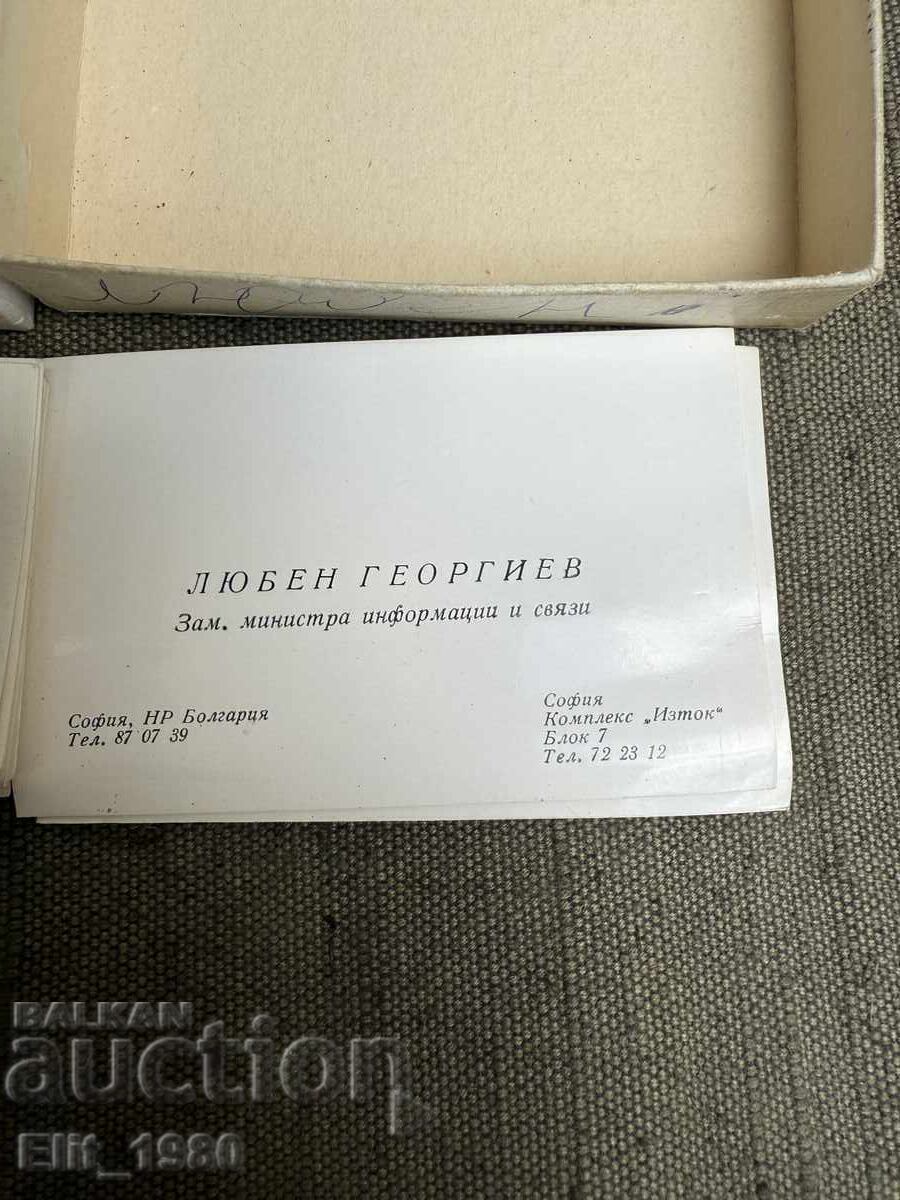 ЛЮБЕН ГЕОРГИЕВ
Зам. министра информации и связи
София, НР Болгарця
Тел. 87 07 39
София
Комплекс „Изток“
Блок 7
Тел. 72 23 12
BALKAN
auction
Elit_1980